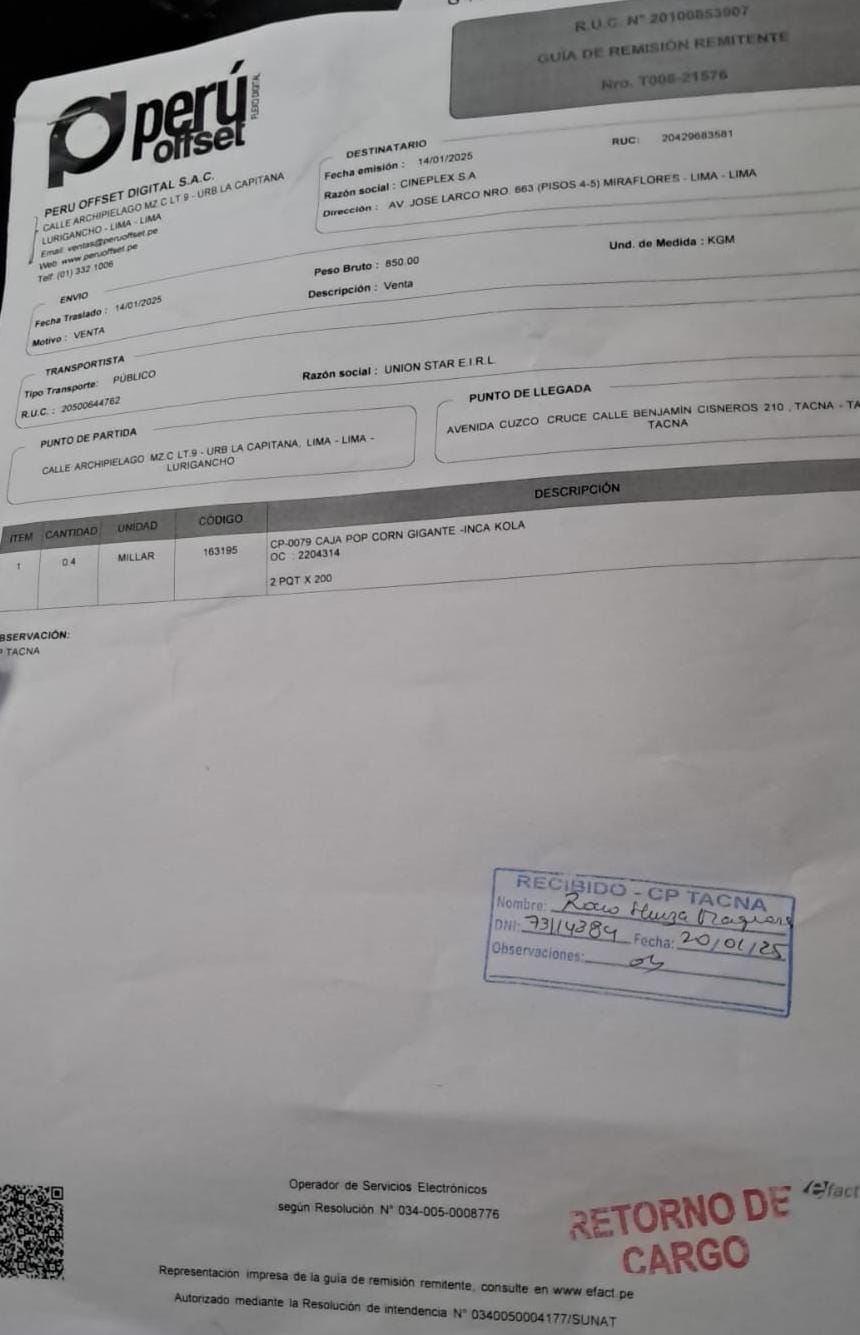 R.U.C. N° 20100853907
GUÍA DE REMISIÓN REMITENTE
Nro. T008-21576
perú
offset
FLEXO DIGITAL
PERU OFFSET DIGITAL S.A.C.
CALLE ARCHIPIELAGO MZ.C LT.9 - URB LA CAPITANA
LURIGANCHO - LIMA - LIMA
Email: ventas@peruoffset.pe
Web: www.peruoffset.pe
Telf: (01) 332 1006
DESTINATARIO
Fecha emisión : 14/01/2025 RUC: 20429683581
Razón social : CINEPLEX S.A
Dirección : AV. JOSE LARCO NRO. 663 (PISOS 4-5) MIRAFLORES - LIMA - LIMA
ENVIO
Fecha Traslado : 14/01/2025 Peso Bruto : 850.00 Und. de Medida : KGM
Motivo : VENTA Descripción : Venta
TRANSPORTISTA
Tipo Transporte: PÚBLICO Razón social : UNION STAR E.I.R.L
R.U.C. : 20500644762
PUNTO DE PARTIDA
CALLE ARCHIPIELAGO MZ.C LT.9 - URB LA CAPITANA, LIMA - LIMA -
LURIGANCHO
PUNTO DE LLEGADA
AVENIDA CUZCO CRUCE CALLE BENJAMÍN CISNEROS 210 , TACNA - TA
TACNA
ITEM CANTIDAD UNIDAD CÓDIGO DESCRIPCIÓN
1 0.4 MILLAR 163195 CP-0079 CAJA POP CORN GIGANTE -INCA KOLA
OC : 2204314
2 PQT X 200
BSERVACIÓN:
P TACNA
RECIBIDO - CP TACNA
Nombre:
DNI: 73114384 Fecha: 20/01/25
Observaciones:
Operador de Servicios Electrónicos
según Resolución N° 034-005-0008776
efact
RETORNO DE
CARGO
Representación impresa de la guía de remisión remitente, consulte en www.efact.pe
Autorizado mediante la Resolución de intendencia N° 0340050004177/SUNAT